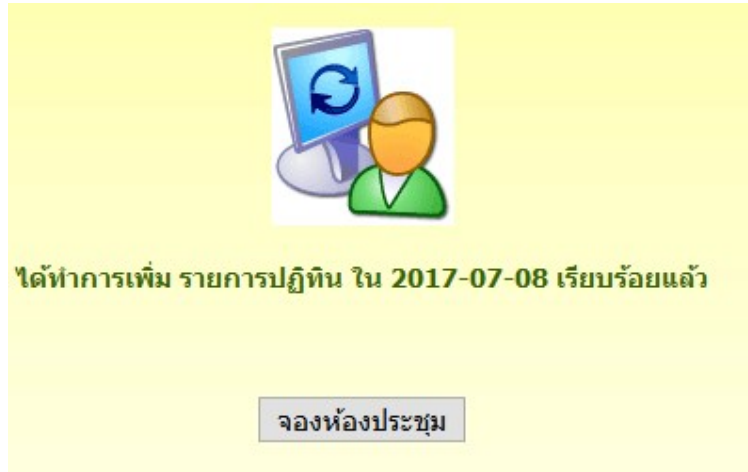 ได้ทำการเพิ่ม รายการปฏิทิน ใน 2017-07-08 เรียบร้อยแล้ว
จองห้องประชุม